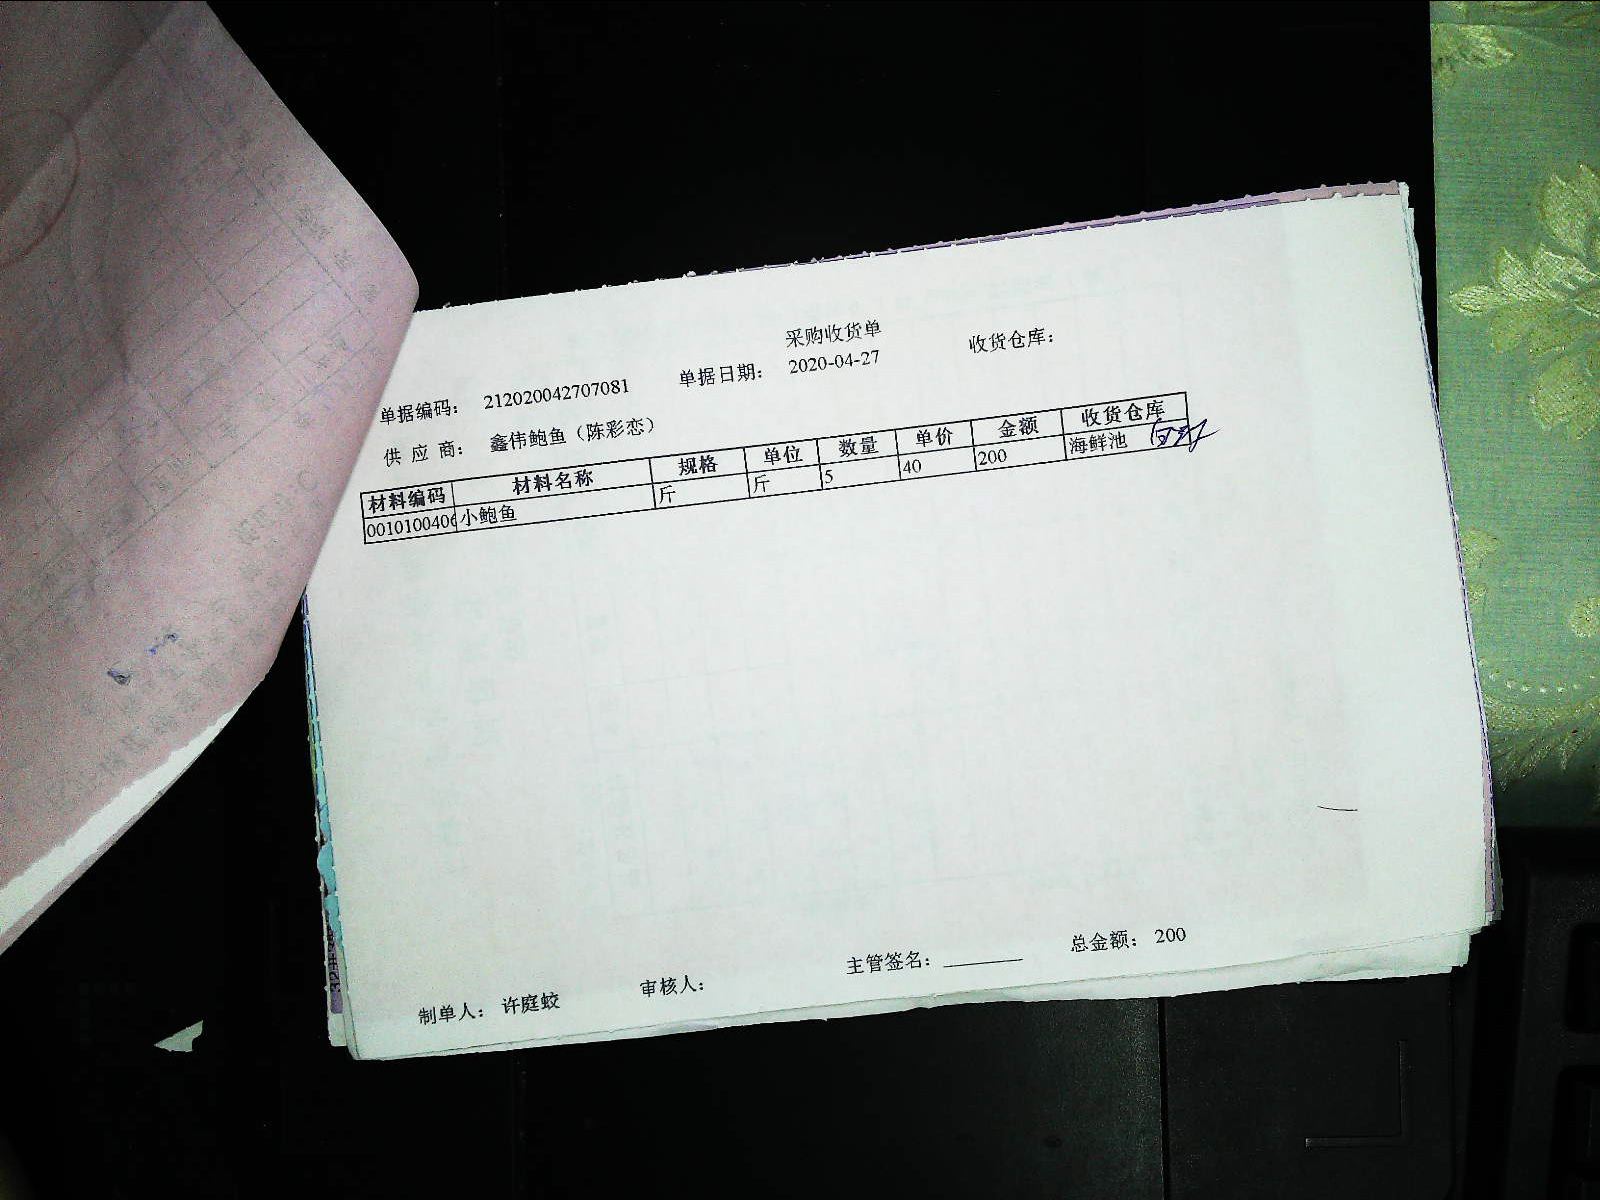 采购收货单
单据编码： 212020042707081 单据日期： 2020-04-27 收货仓库：
供 应 商： 鑫伟鲍鱼（陈彩恋）
材料编码 材料名称 规格 单位 数量 单价 金额 收货仓库
0010100406 小鲍鱼 斤 斤 5 40 200 海鲜池
制单人： 许庭蛟 审核人： 主管签名： 总金额： 200